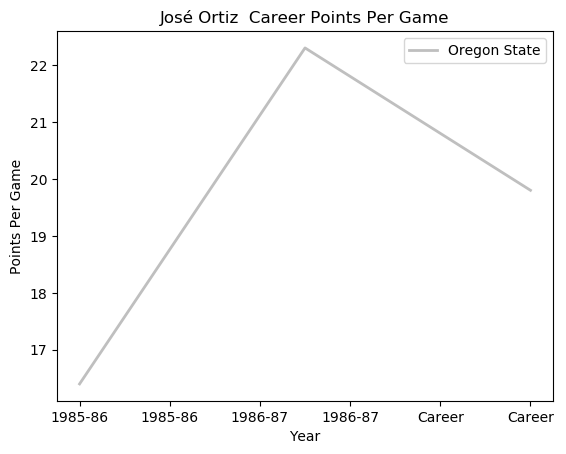 José Ortiz  Career Points Per Game
Oregon State
Points Per Game
22
21
20
19
18
17
1985-86 1985-86 1986-87 1986-87 Career Career
Year